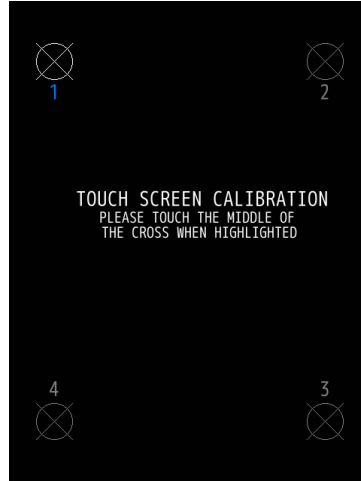 1
2
TOUCH SCREEN CALIBRATION
PLEASE TOUCH THE MIDDLE OF
THE CROSS WHEN HIGHLIGHTED
4
3